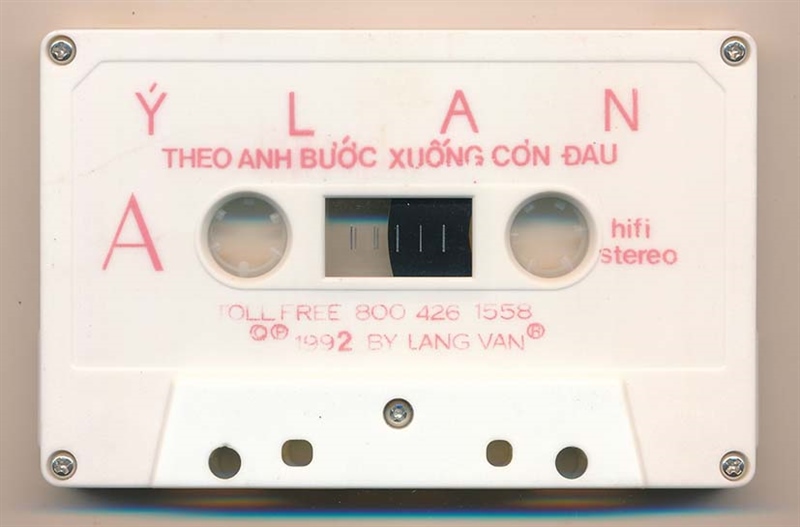 Ý L A N
THEO ANH BƯỚC XUỐNG CƠN ĐAU
A
hifi
stereo
TOLL FREE 800 426 1558
©℗ 1992 BY LANG VAN®